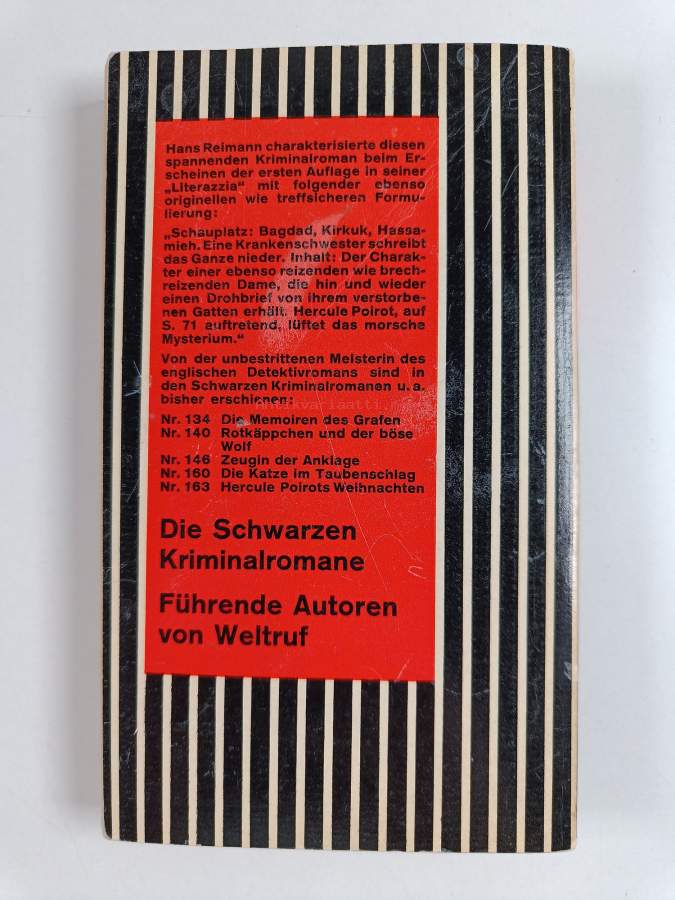 Hans Reimann charakterisierte diesen
spannenden Kriminalroman beim Er-
scheinen der ersten Auflage in seiner
„Literazzia“ mit folgender ebenso
originellen wie treffsicheren Formu-
lierung:
„Schauplatz: Bagdad, Kirkuk, Hassa-
mieh. Eine Krankenschwester schreibt
das Ganze nieder. Inhalt: Der Charak-
ter einer ebenso reizenden wie brech-
reizenden Dame, die hin und wieder
einen Drohbrief von ihrem verstorbe-
nen Gatten erhält. Hercule Poirot, auf
S. 71 auftretend, lüftet das morsche
Mysterium.“
Von der unbestrittenen Meisterin des
englischen Detektivromans sind in
den Schwarzen Kriminalromanen u. a.
bisher erschienen:
Antikvariaatti.
Nr. 134 Die Memoiren des Grafen
Nr. 140 Rotkäppchen und der böse
Wolf
Nr. 146 Zeugin der Anklage
Nr. 160 Die Katze im Taubenschlag
Nr. 163 Hercule Poirots Weihnachten
Die Schwarzen
Kriminalromane
Führende Autoren
von Weltruf